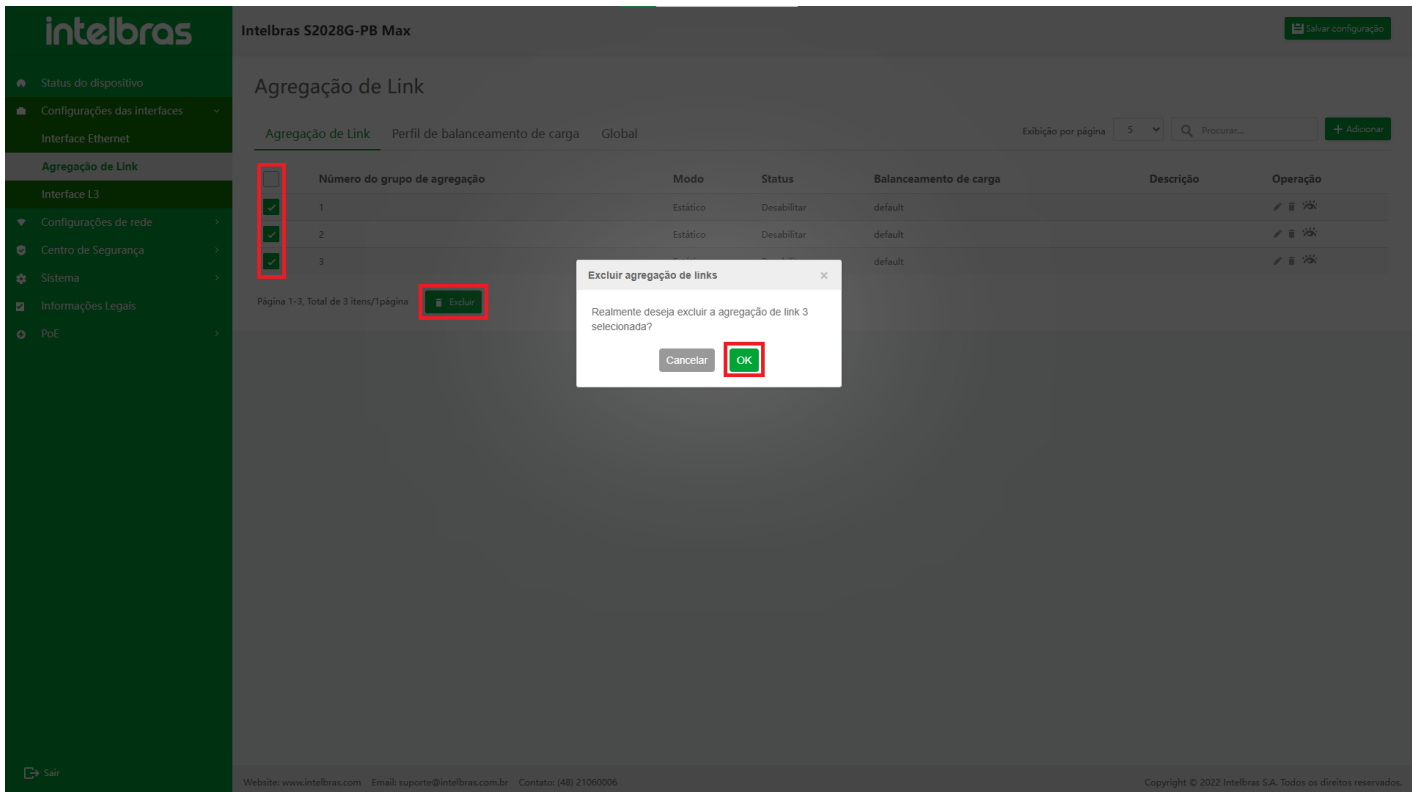 intelbras
Intelbras S2028G-PB Max
Salvar configuração
Status do dispositivo
Configurações das interfaces
Interface Ethernet
Agregação de Link
Interface L3
Configurações de rede
Centro de Segurança
Sistema
Informações Legais
PoE
Sair
Agregação de Link
Agregação de Link Perfil de balanceamento de carga Global
Exibição por página 5 Procurar... + Adicionar
Número do grupo de agregação Modo Status Balanceamento de carga Descrição Operação
1 Estático Desabilitar default
2 Estático Desabilitar default
3 default
Página 1-3, Total de 3 itens/1página Excluir
Excluir agregação de links ×
Realmente deseja excluir a agregação de link 3
selecionada?
Cancelar OK
Website: www.intelbras.com Email: suporte@intelbras.com.br Contato: (48) 21060006
Copyright © 2022 Intelbras S.A. Todos os direitos reservados.